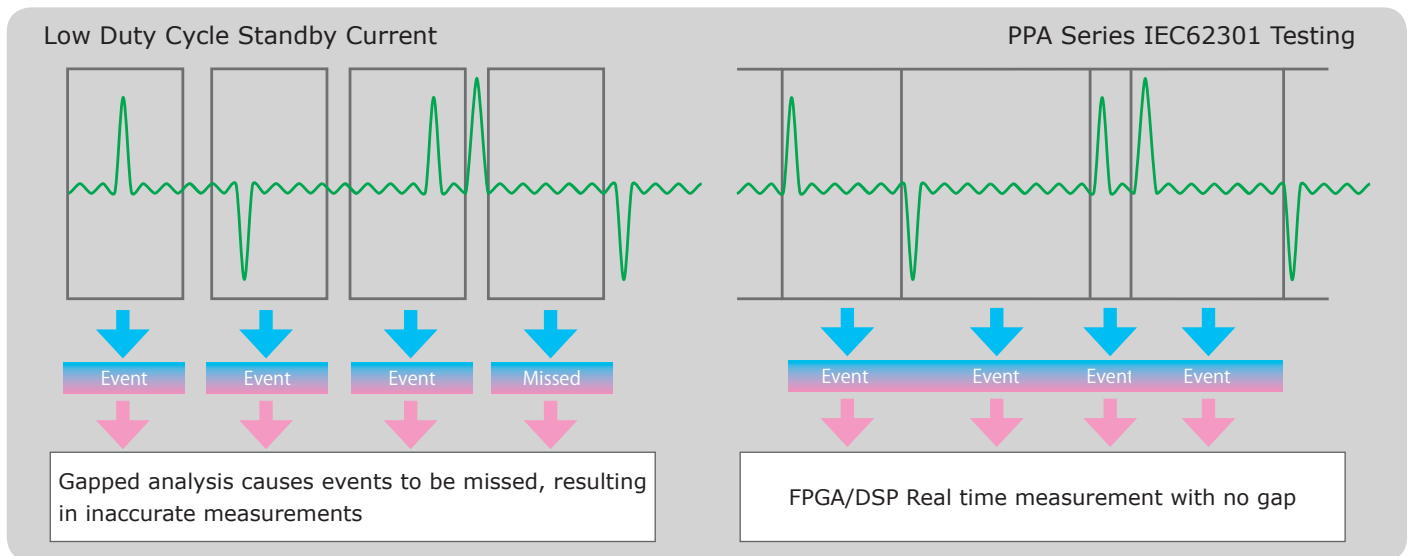 Low Duty Cycle Standby Current
PPA Series IEC62301 Testing
Event
Event
Event
Missed
Event
Event
Event
Event
Gapped analysis causes events to be missed, resulting
in inaccurate measurements
FPGA/DSP Real time measurement with no gap